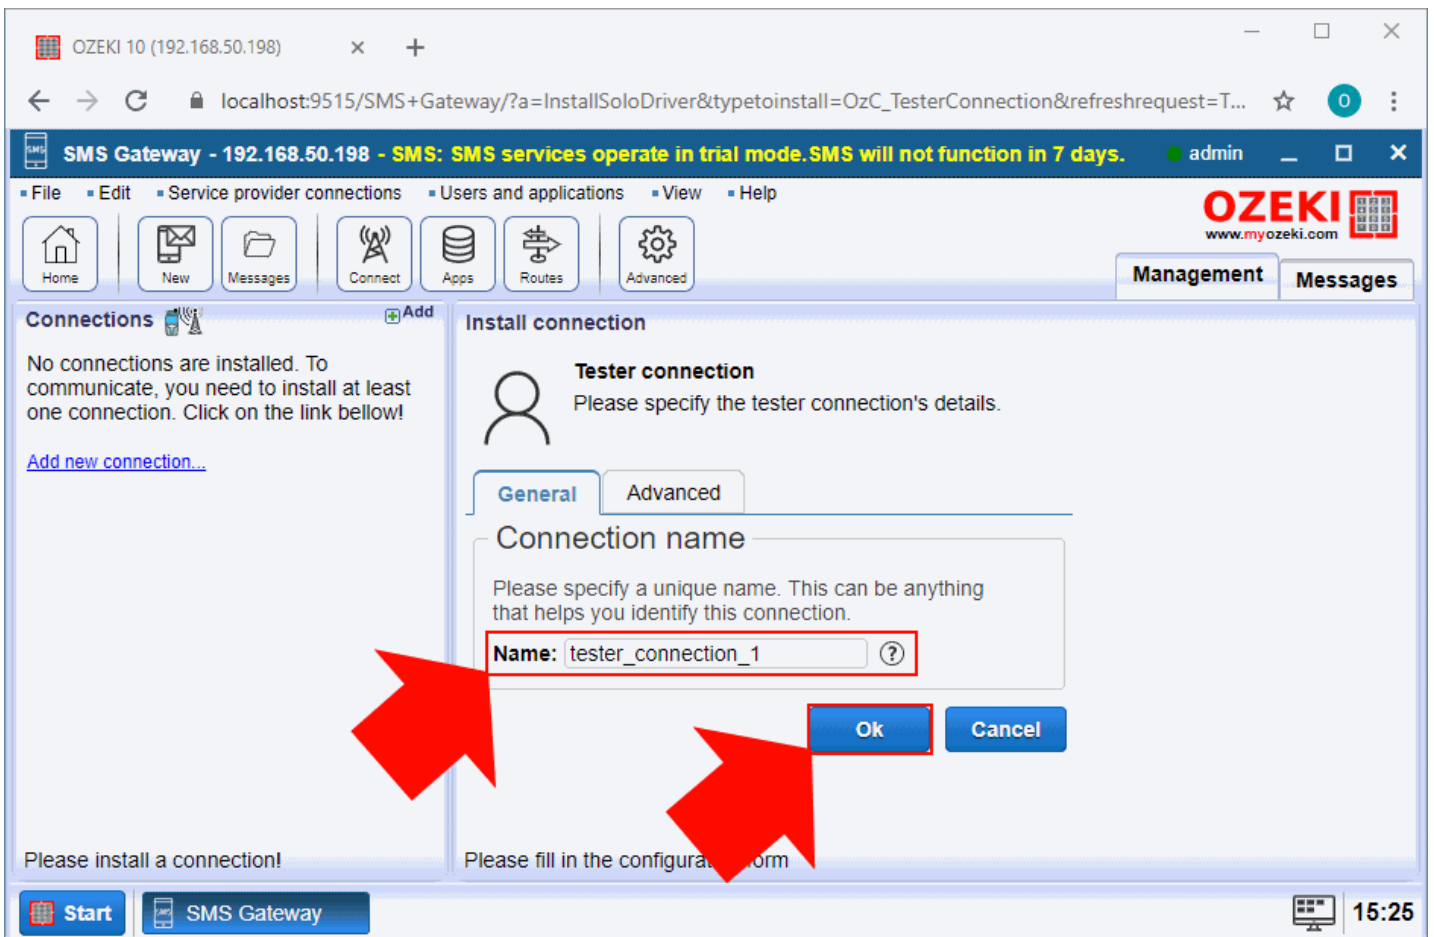 OZEKI 10 (192.168.50.198)
localhost:9515/SMS+Gateway/?a=InstallSoloDriver&typetoinstall=OzC_TesterConnection&refreshrequest=T...
O
SMS
SMS Gateway - 192.168.50.198 - SMS: SMS services operate in trial mode.SMS will not function in 7 days.
admin
File Edit Service provider connections Users and applications View Help
OZEKI
www.myozeki.com
Home New Messages Connect Apps Routes Advanced
Management Messages
Connections Add
No connections are installed. To
communicate, you need to install at least
one connection. Click on the link bellow!
Add new connection...
Please install a connection!
Install connection
Tester connection
Please specify the tester connection's details.
General Advanced
Connection name
Please specify a unique name. This can be anything
that helps you identify this connection.
Name: tester_connection_1 ?
Ok Cancel
Please fill in the configurat orm
Start SMS Gateway 15:25